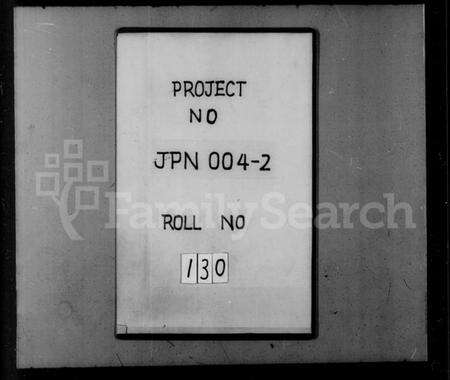 PROJECT
NO
JPN 004-2
FamilySearch
ROLL NO
130